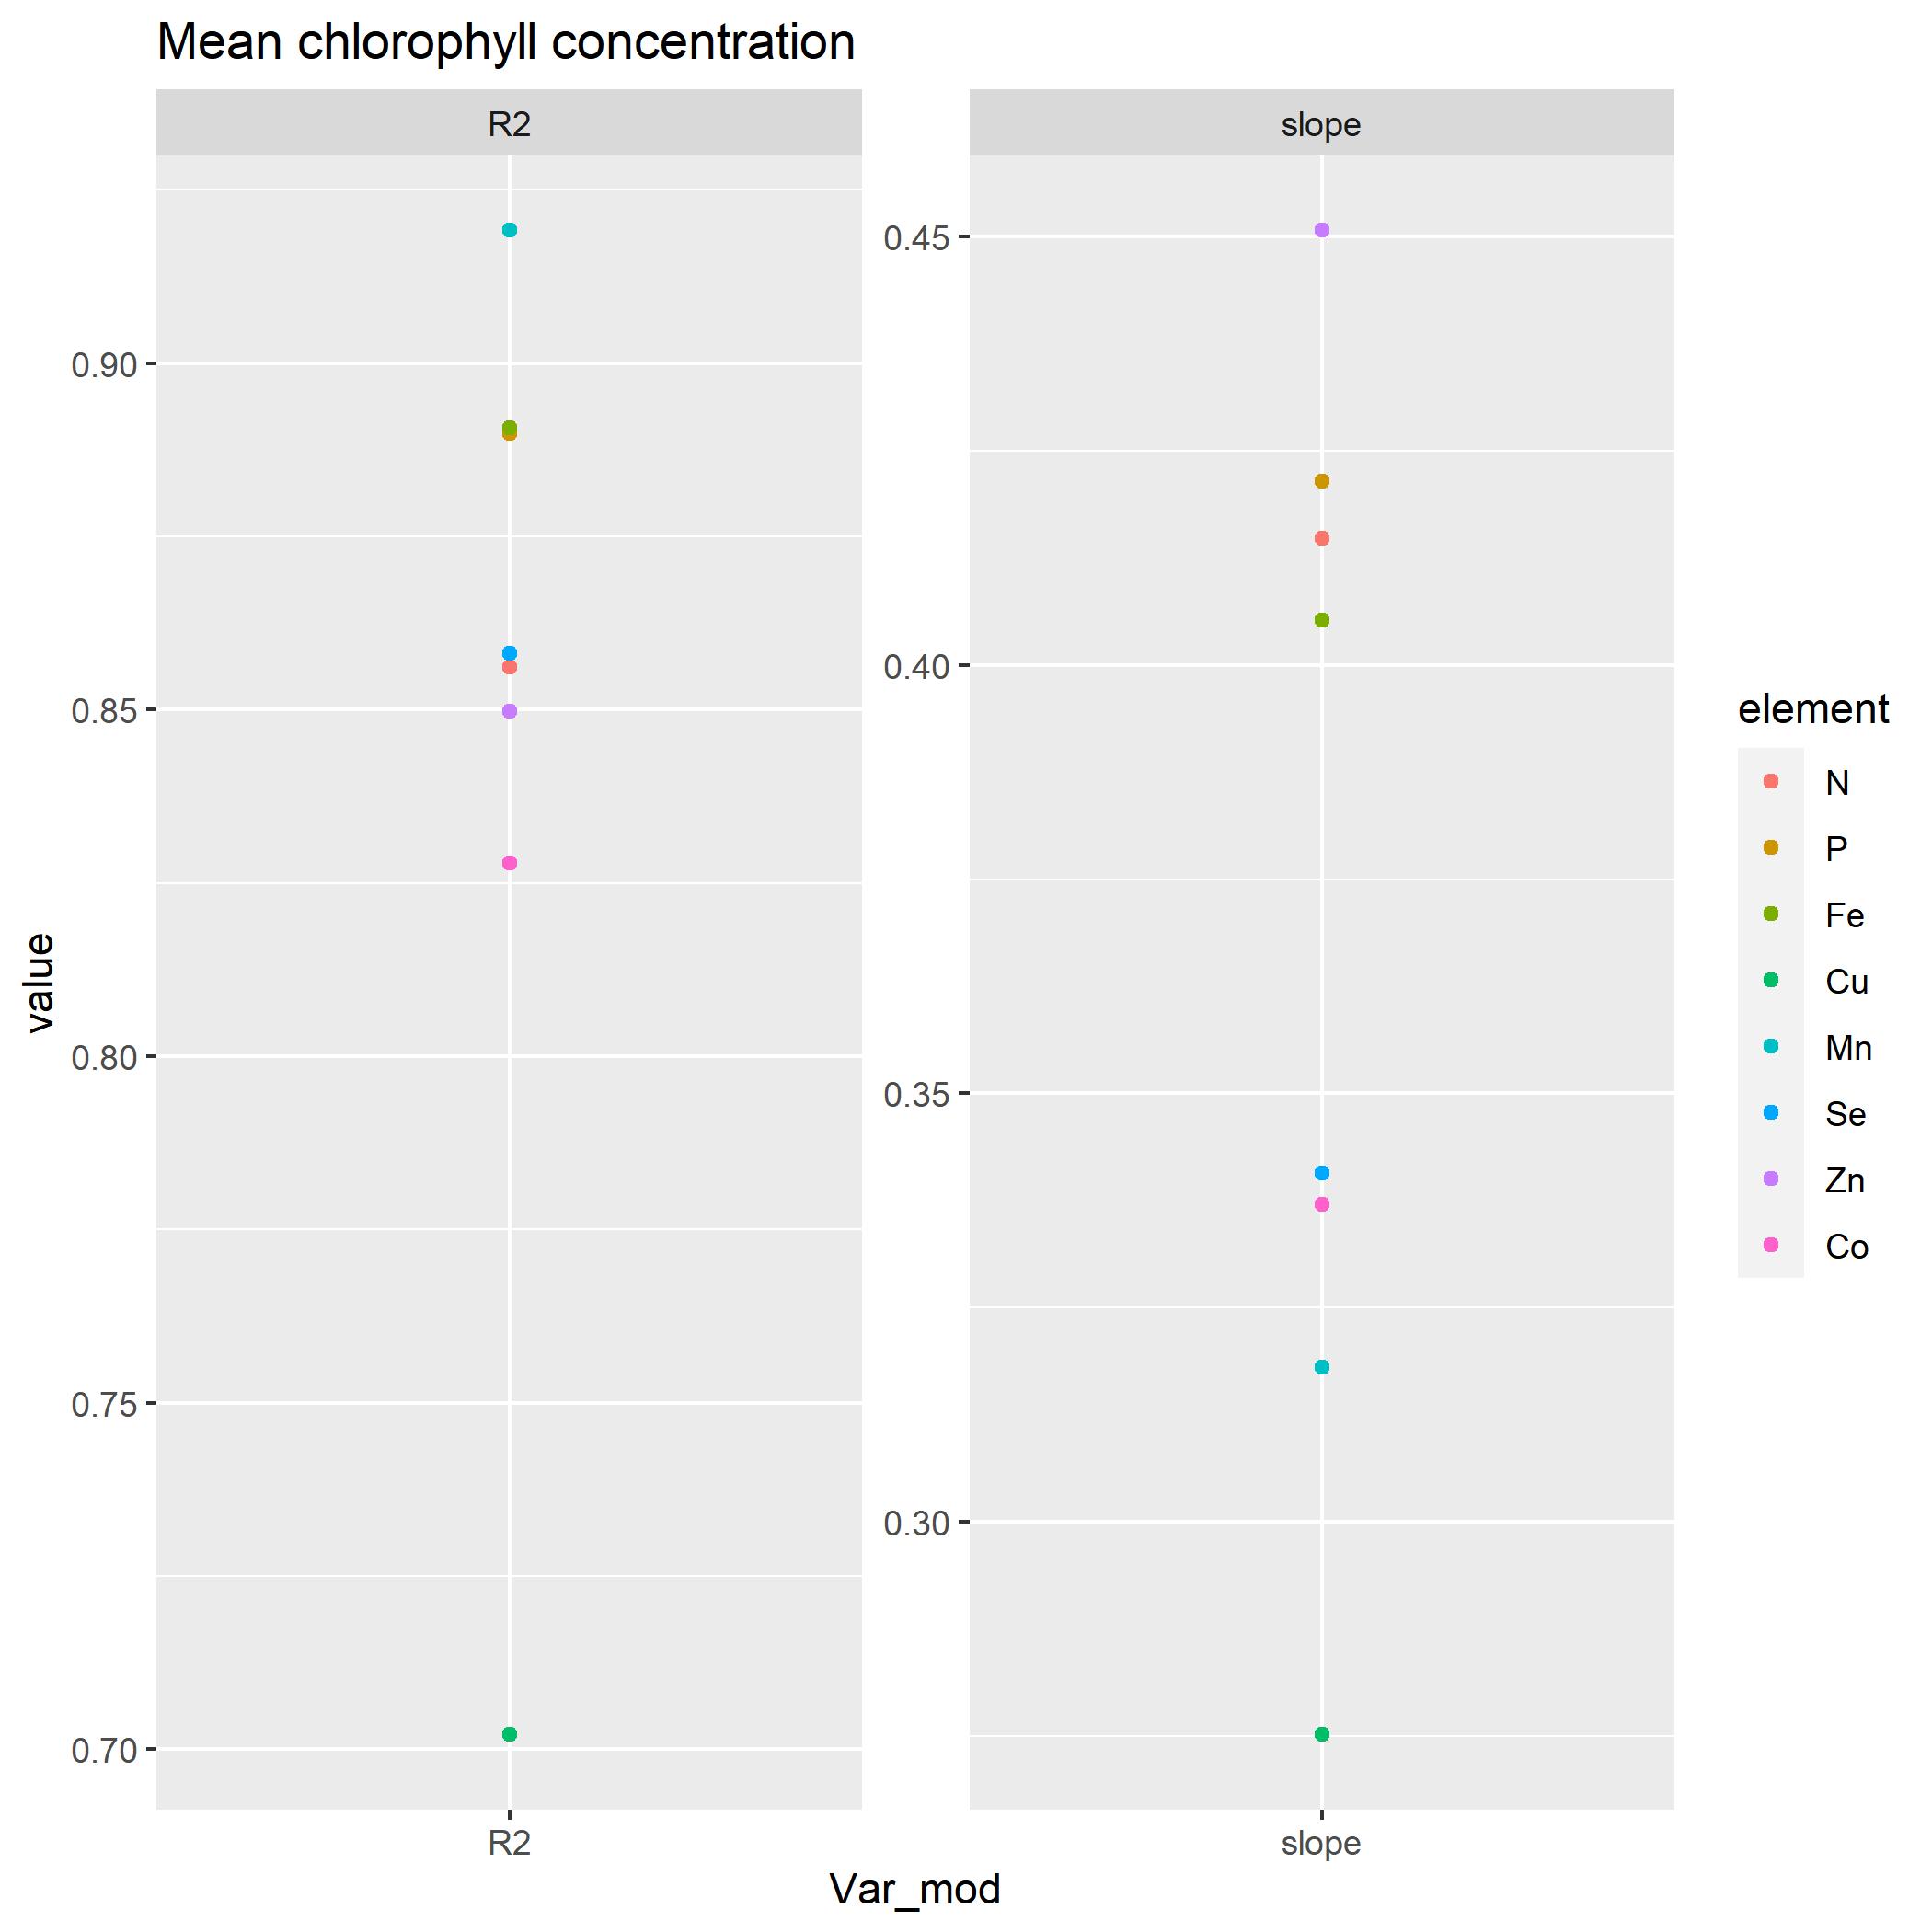 Mean chlorophyll concentration
R2
slope
0.90
0.85
0.80
0.75
0.70
value
0.45
0.40
0.35
0.30
R2
slope
Var_mod
element
N
P
Fe
Cu
Mn
Se
Zn
Co